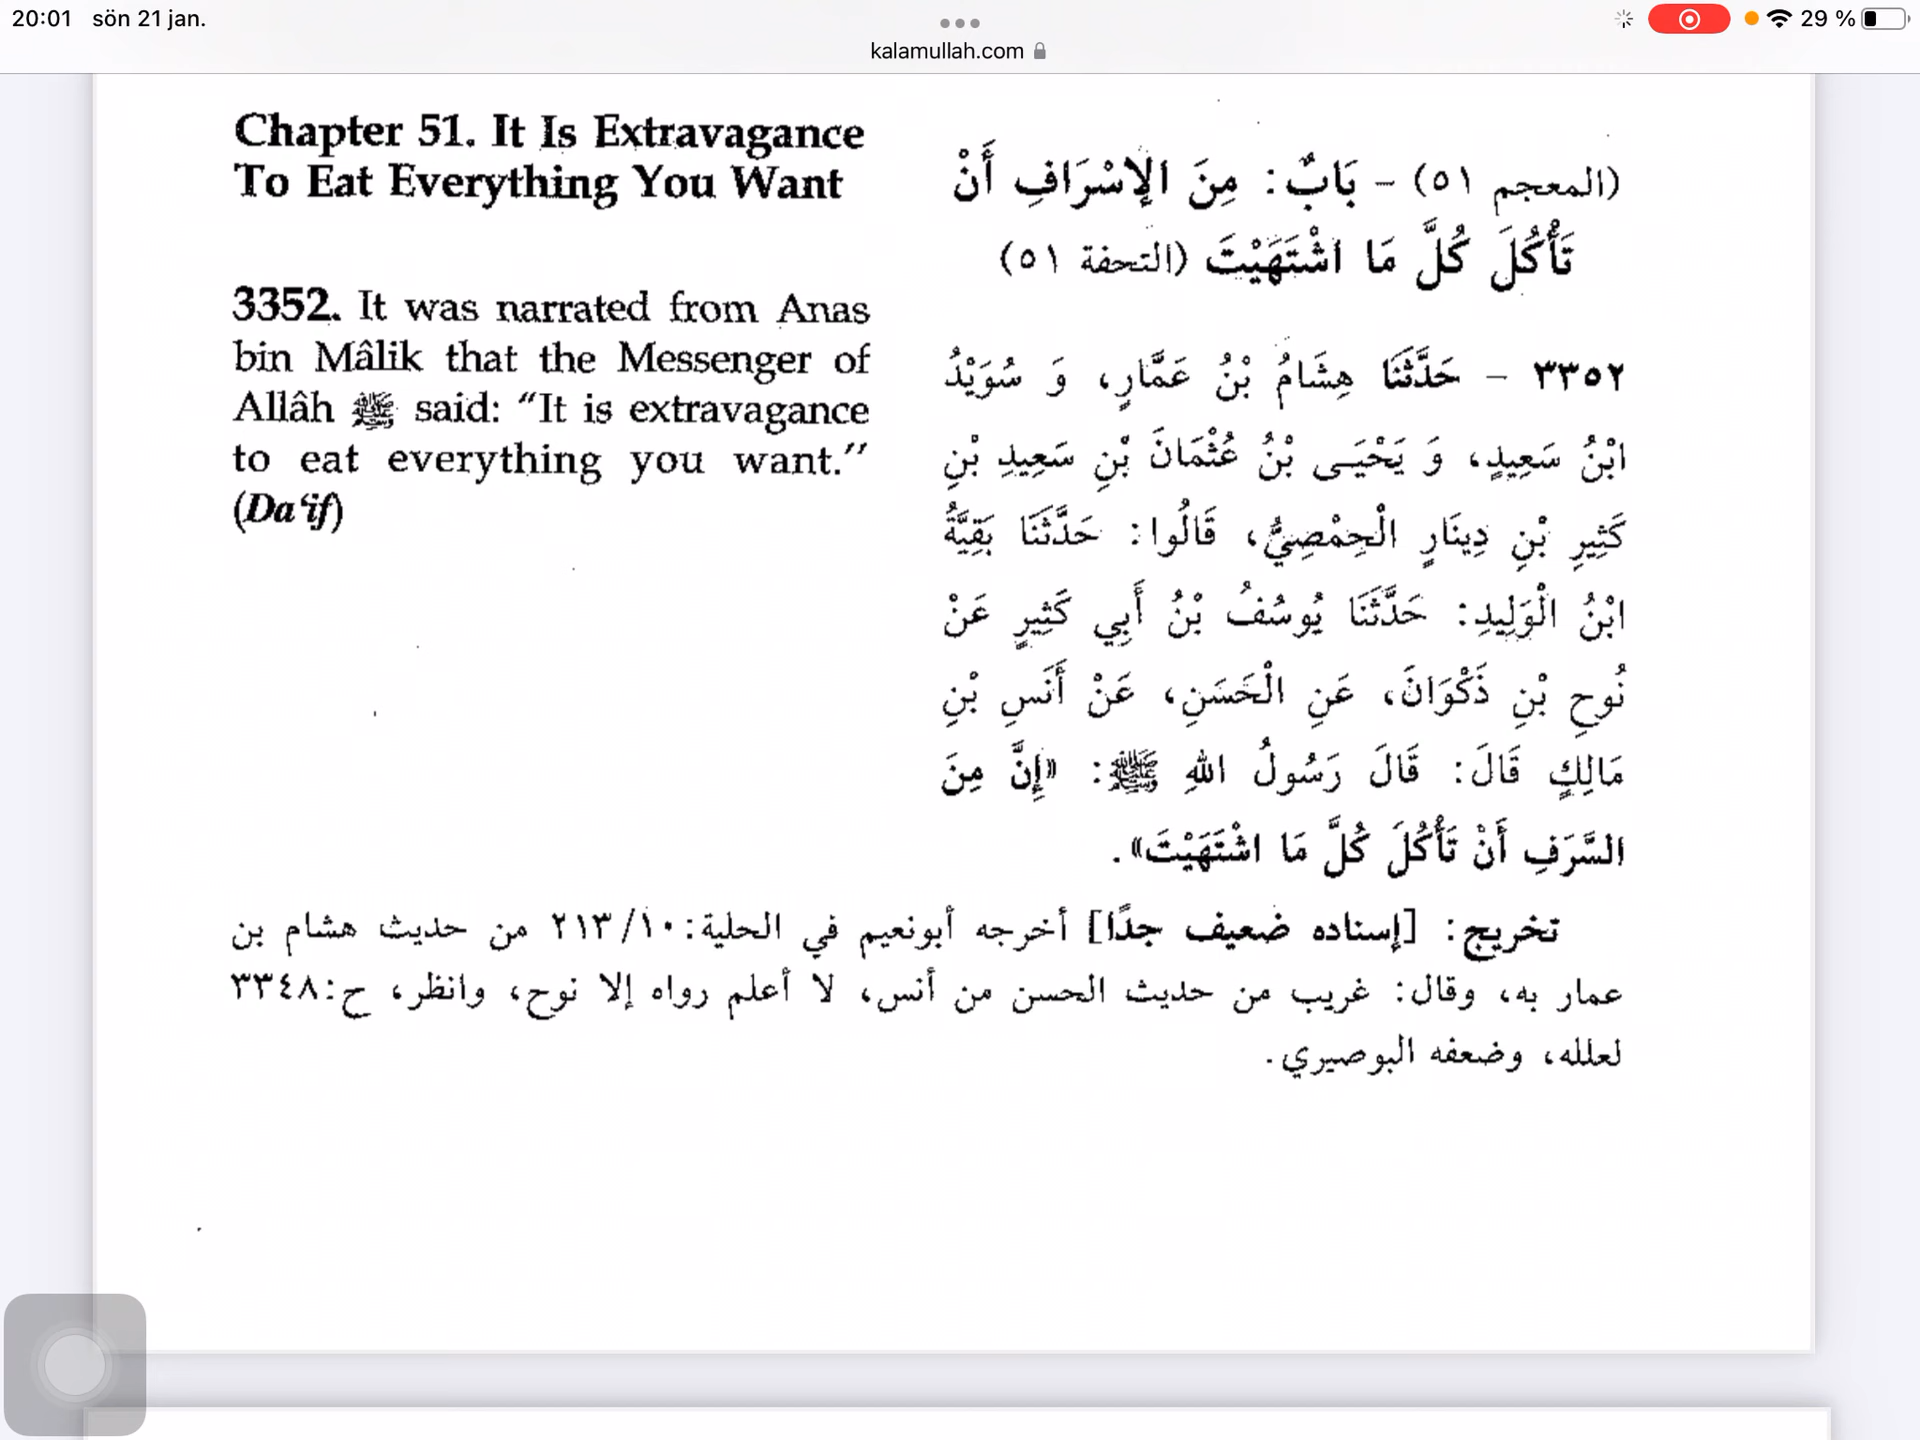 20:01 sön 21 jan.
29 %
kalamullah.com
Chapter 51. It Is Extravagance
To Eat Everything You Want
3352. It was narrated from Anas
bin Mâlik that the Messenger of
Allâh ﷺ said: “It is extravagance
to eat everything you want.”
(Da‘if)
(المعجم ٥١) - بَابٌ: مِنَ الإِسْرَافِ أَنْ
تَأْكُلَ كُلَّ مَا اشْتَهَيْتَ (التحفة ٥١)
٣٣٥٢ - حَدَّثَنَا هِشَامُ بْنُ عَمَّارٍ، وَ سُوَيْدُ
ابْنُ سَعِيدٍ، وَ يَحْيَـى بْنُ عُثْمَانَ بْنِ سَعِيدِ بْنِ
كَثِيرِ بْنِ دِينَارٍ الْحِمْصِيُّ، قَالُوا: حَدَّثَنَا بَقِيَّةُ
ابْنُ الْوَلِيدِ: حَدَّثَنَا يُوسُفُ بْنُ أَبِي كَثِيرٍ عَنْ
نُوحِ بْنِ ذَكْوَانَ، عَنِ الْحَسَنِ، عَنْ أَنَسِ بْنِ
مَالِكٍ قَالَ: قَالَ رَسُولُ اللهِ ﷺ: «إِنَّ مِنَ
السَّرَفِ أَنْ تَأْكُلَ كُلَّ مَا اشْتَهَيْتَ».
تخريج: [إسناده ضعيف جدًا] أخرجه أبونعيم في الحلية: ٢١٣/١٠ من حديث هشام بن
عمار به، وقال: غريب من حديث الحسن من أنس، لا أعلم رواه إلا نوح، وانظر، ح: ٣٣٤٨
لعلله، وضعفه البوصيري.